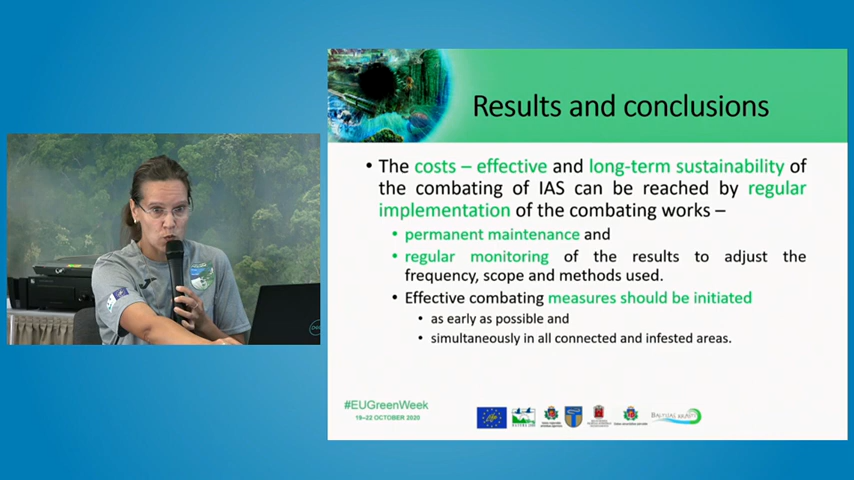 Results and conclusions
• The costs – effective and long-term sustainability of
the combating of IAS can be reached by regular
implementation of the combating works –
• permanent maintenance and
• regular monitoring of the results to adjust the
frequency, scope and methods used.
• Effective combating measures should be initiated
• as early as possible and
• simultaneously in all connected and infested areas.
#EUGreenWeek
19–22 OCTOBER 2020
BALTIJAS KRASTI